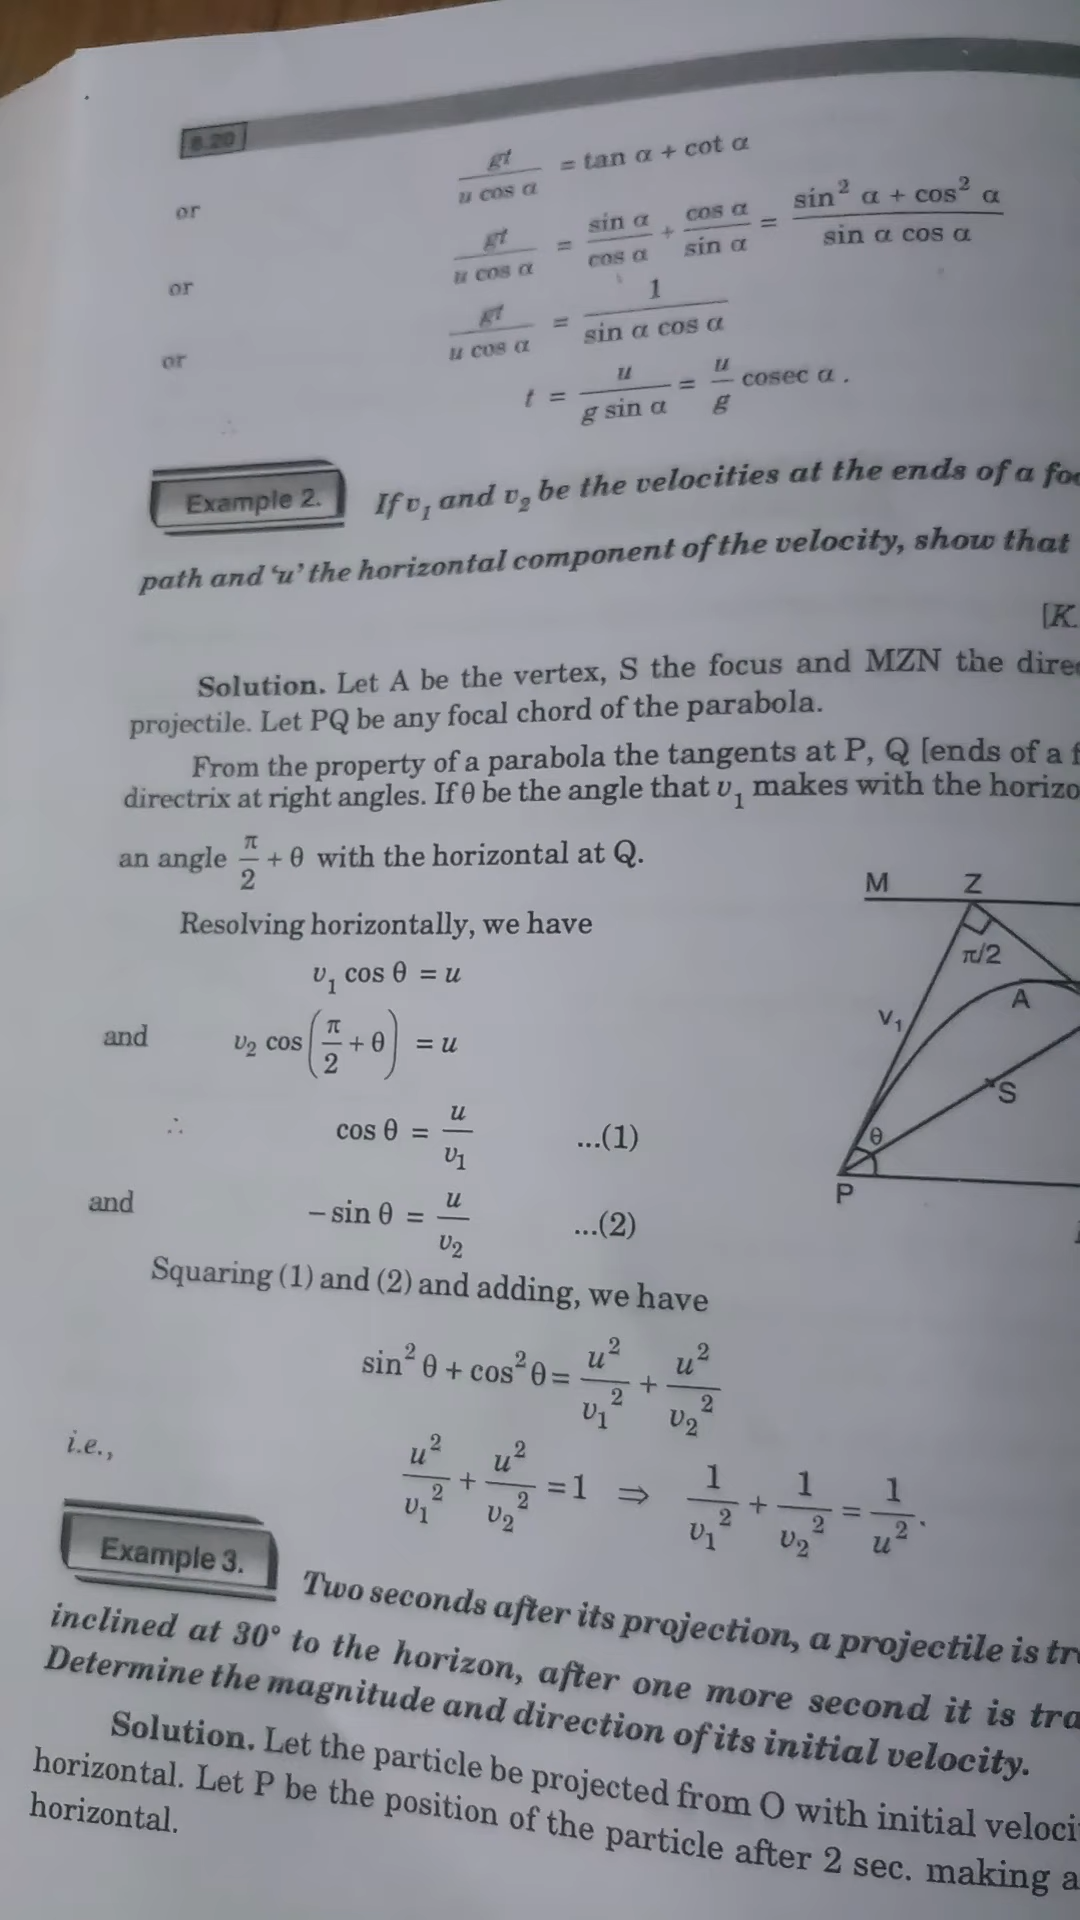 8.20
gt/(u cos α) = tan α + cot α
or gt/(u cos α) = sin α/cos α + cos α/sin α = (sin² α + cos² α)/(sin α cos α)
or gt/(u cos α) = 1/(sin α cos α)
or t = u/(g sin α) = u/g cosec α .
Example 2. If v₁ and v₂ be the velocities at the ends of a
path and ‘u’ the horizontal component of the velocity, show that
[K.
Solution. Let A be the vertex, S the focus and MZN the
projectile. Let PQ be any focal chord of the parabola.
From the property of a parabola the tangents at P, Q [ends of a
directrix at right angles. If θ be the angle that v₁ makes with the
an angle π/2 + θ with the horizontal at Q.
Resolving horizontally, we have
v₁ cos θ = u
and v₂ cos(π/2 + θ) = u
∴ cos θ = u/v₁ ...(1)
and – sin θ = u/v₂ ...(2)
Squaring (1) and (2) and adding, we have
sin² θ + cos² θ = u²/v₁² + u²/v₂²
i.e., u²/v₁² + u²/v₂² = 1 ⇒ 1/v₁² + 1/v₂² = 1/u².
M Z
π/2
A
V₁
S
θ
P
Example 3. Two seconds after its projection, a projectile is
inclined at 30° to the horizon, after one more second it is
Determine the magnitude and direction of its initial velocity.
Solution. Let the particle be projected from O with initial
horizontal. Let P be the position of the particle after 2 sec. making
horizontal.